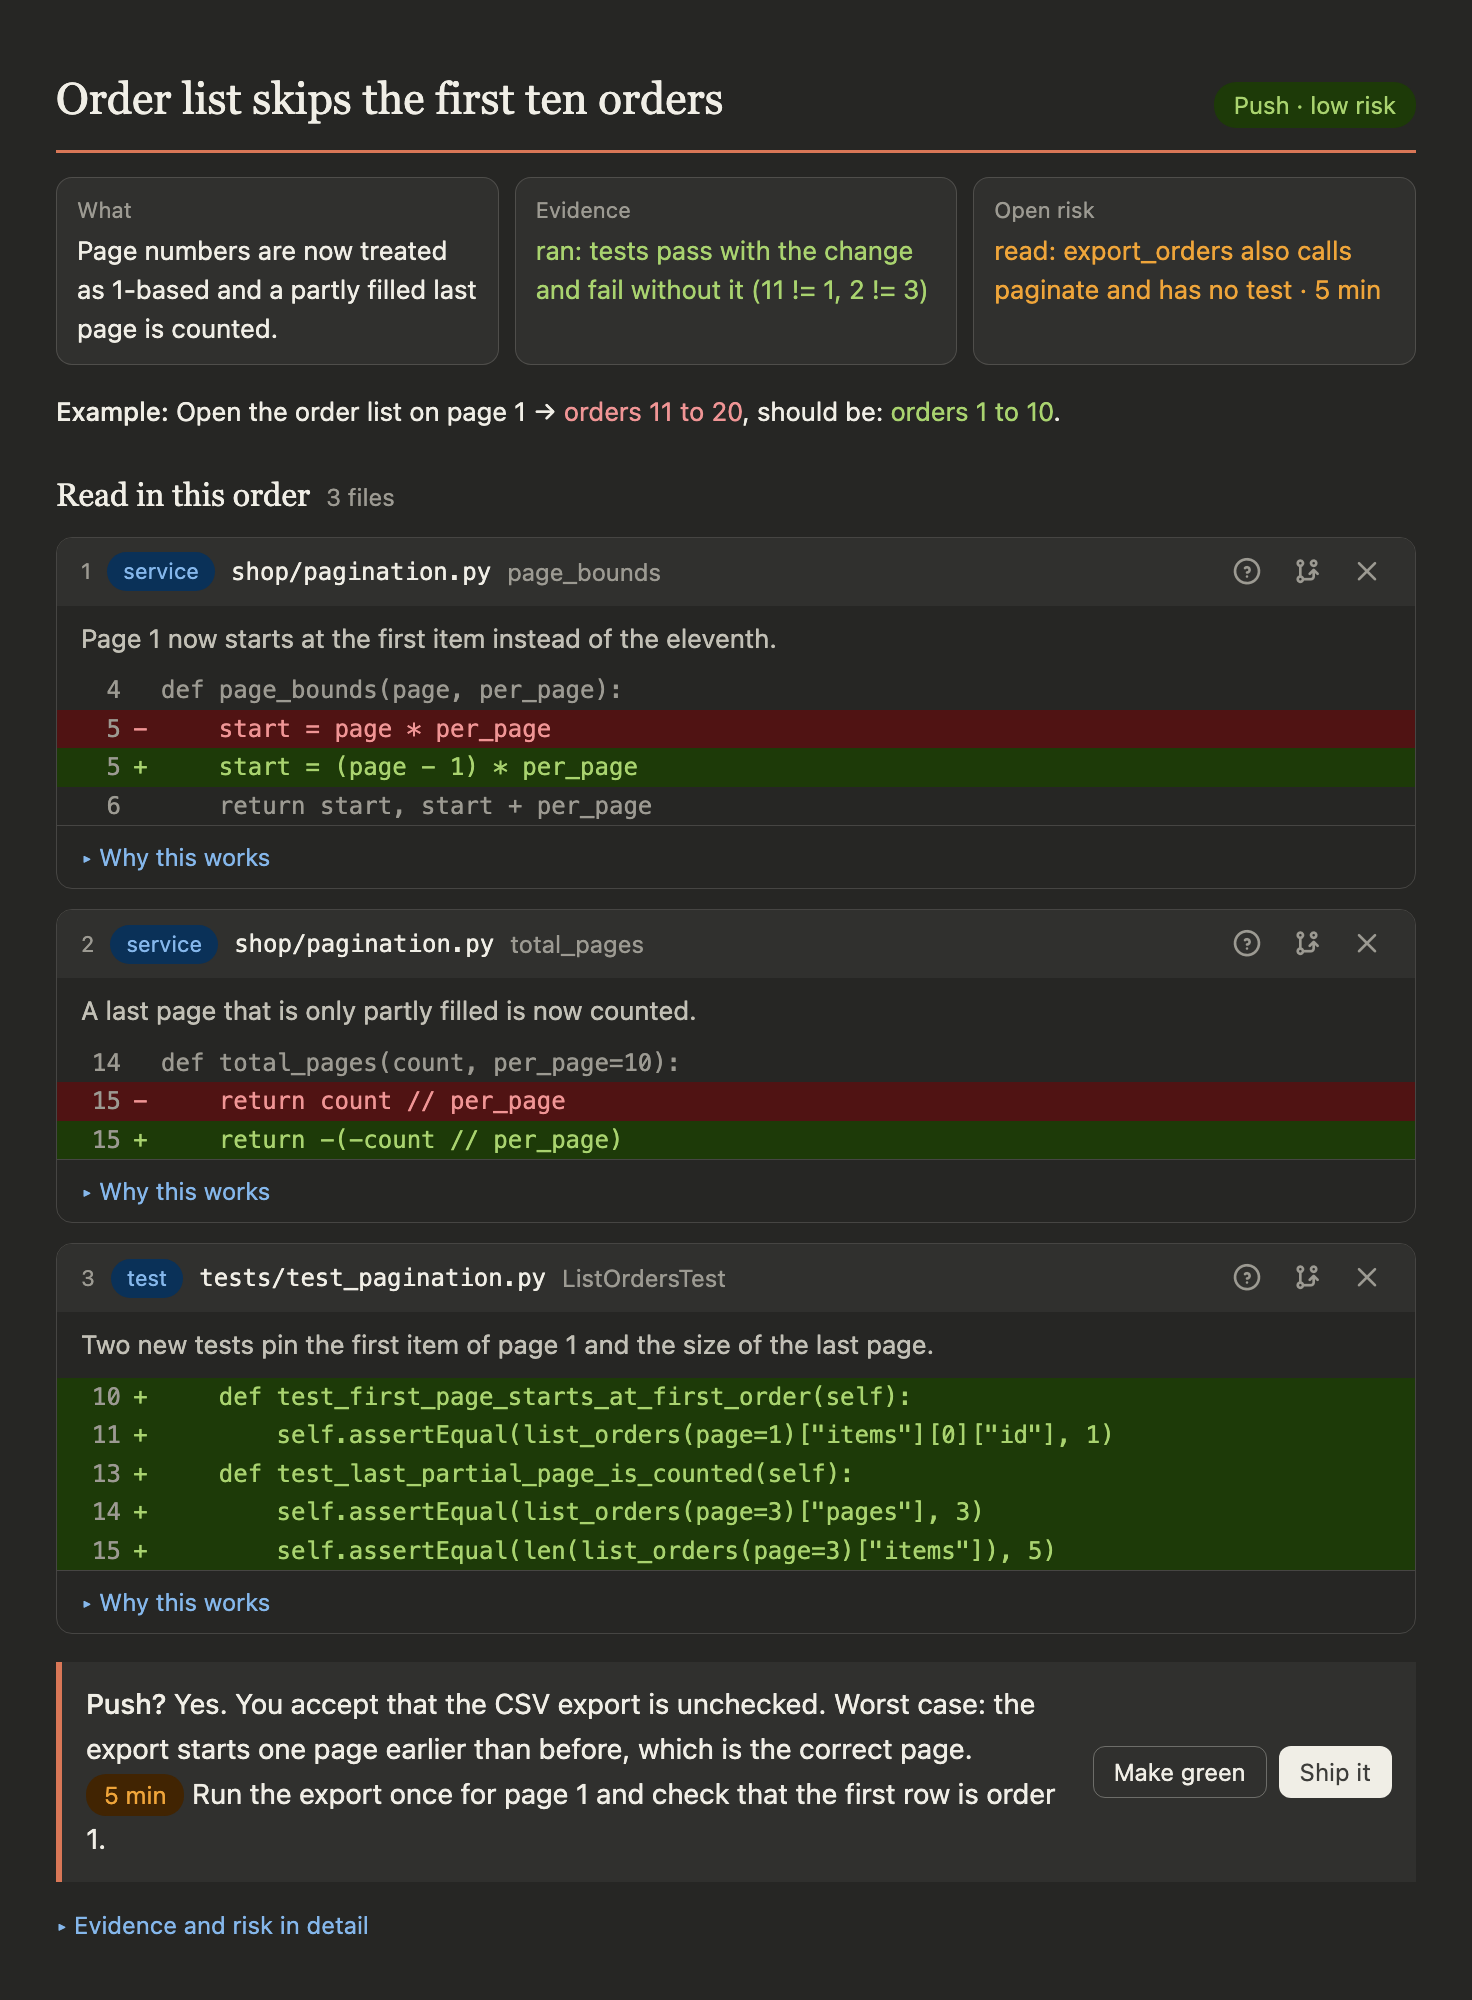 Order list skips the first ten orders
Push · low risk
What
Page numbers are now treated
as 1-based and a partly filled last
page is counted.
Evidence
ran: tests pass with the change
and fail without it (11 != 1, 2 != 3)
Open risk
read: export_orders also calls
paginate and has no test · 5 min
Example: Open the order list on page 1 → orders 11 to 20, should be: orders 1 to 10.
Read in this order 3 files
1 service shop/pagination.py page_bounds
Page 1 now starts at the first item instead of the eleventh.
4 def page_bounds(page, per_page):
5 − start = page * per_page
5 + start = (page - 1) * per_page
6 return start, start + per_page
▸ Why this works
2 service shop/pagination.py total_pages
A last page that is only partly filled is now counted.
14 def total_pages(count, per_page=10):
15 − return count // per_page
15 + return -(-count // per_page)
▸ Why this works
3 test tests/test_pagination.py ListOrdersTest
Two new tests pin the first item of page 1 and the size of the last page.
10 + def test_first_page_starts_at_first_order(self):
11 + self.assertEqual(list_orders(page=1)["items"][0]["id"], 1)
13 + def test_last_partial_page_is_counted(self):
14 + self.assertEqual(list_orders(page=3)["pages"], 3)
15 + self.assertEqual(len(list_orders(page=3)["items"]), 5)
▸ Why this works
Push? Yes. You accept that the CSV export is unchecked. Worst case: the
export starts one page earlier than before, which is the correct page.
5 min Run the export once for page 1 and check that the first row is order
1.
Make green
Ship it
▸ Evidence and risk in detail